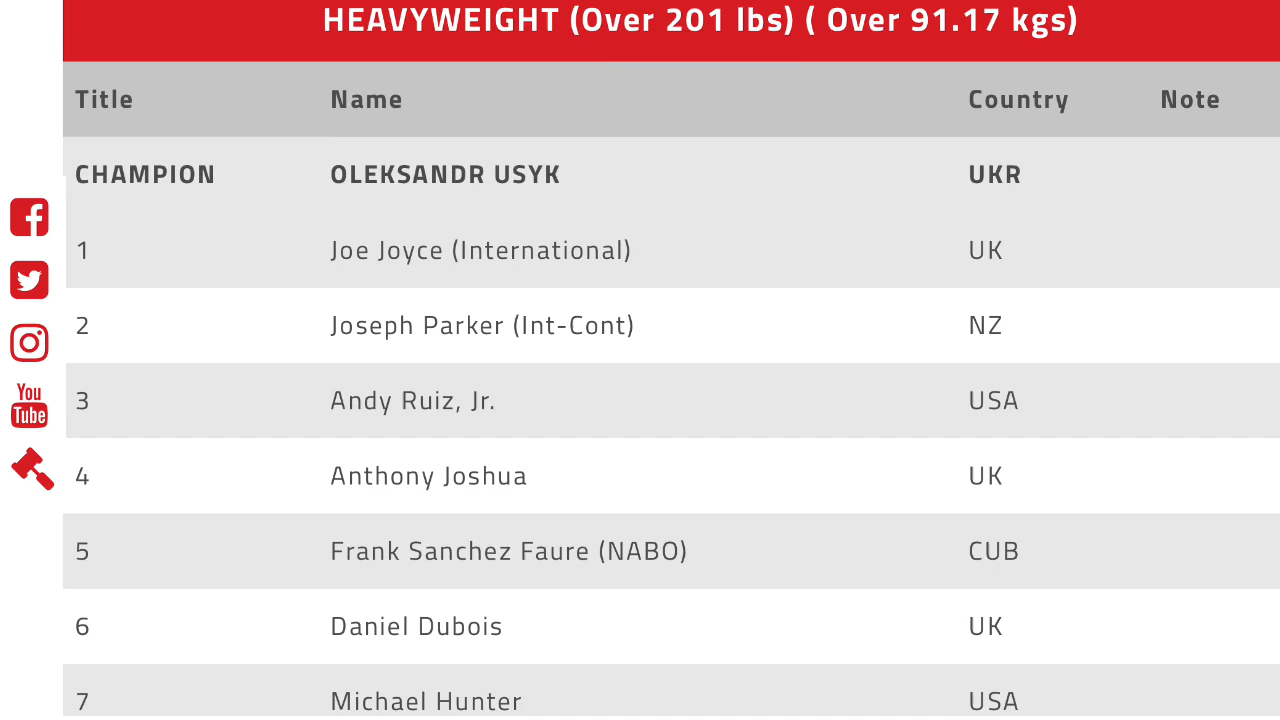 HEAVYWEIGHT (Over 201 lbs) ( Over 91.17 kgs)
Title Name Country Note
CHAMPION OLEKSANDR USYK UKR
1 Joe Joyce (International) UK
2 Joseph Parker (Int-Cont) NZ
3 Andy Ruiz, Jr. USA
4 Anthony Joshua UK
5 Frank Sanchez Faure (NABO) CUB
6 Daniel Dubois UK
7 Michael Hunter USA
You
Tube